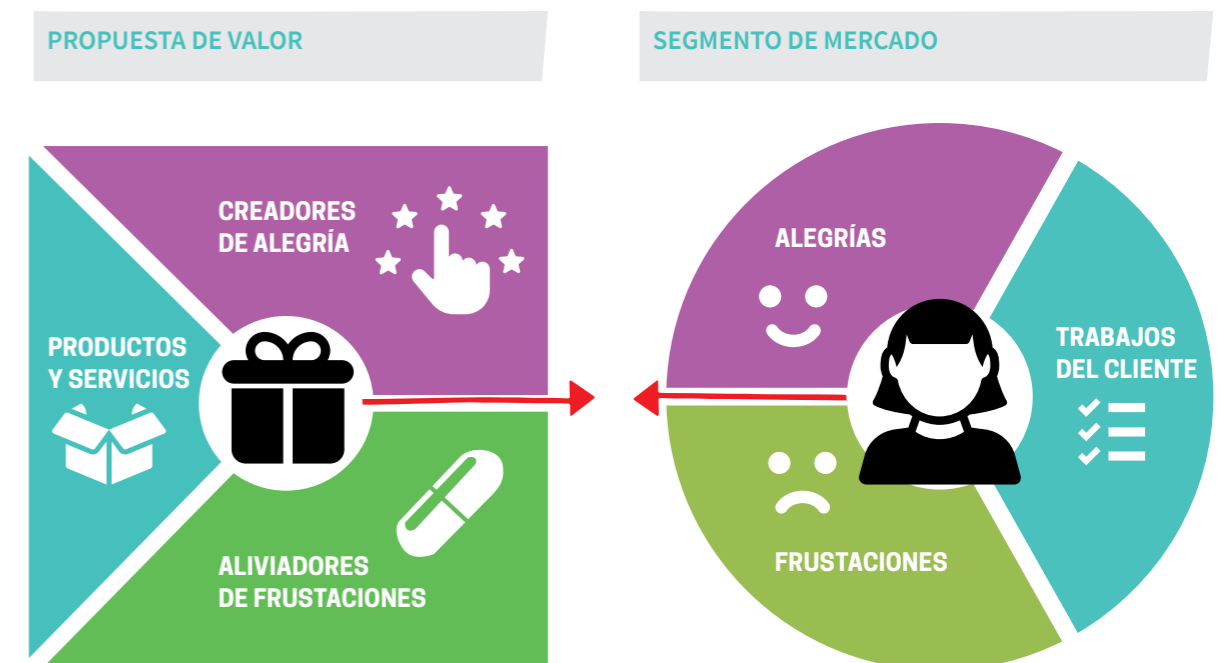 PROPUESTA DE VALOR
SEGMENTO DE MERCADO
CREADORES
DE ALEGRÍA
PRODUCTOS
Y SERVICIOS
ALIVIADORES
DE FRUSTACIONES
ALEGRÍAS
TRABAJOS
DEL CLIENTE
FRUSTACIONES